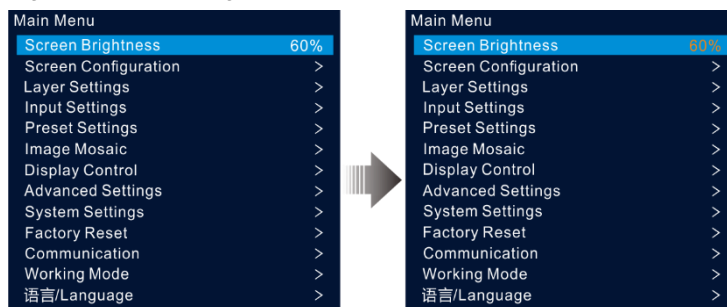 Main Menu
Screen Brightness 60%
Screen Configuration >
Layer Settings >
Input Settings >
Preset Settings >
Image Mosaic >
Display Control >
Advanced Settings >
System Settings >
Factory Reset >
Communication >
Working Mode >
语言/Language >
Main Menu
Screen Brightness 60%
Screen Configuration >
Layer Settings >
Input Settings >
Preset Settings >
Image Mosaic >
Display Control >
Advanced Settings >
System Settings >
Factory Reset >
Communication >
Working Mode >
语言/Language >